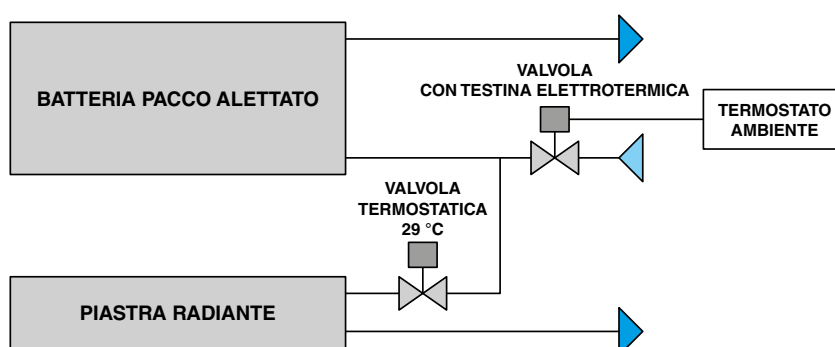 VALVOLA
CON TESTINA ELETTROTERMICA
BATTERIA PACCO ALETTATO
TERMOSTATO
AMBIENTE
VALVOLA
TERMOSTATICA
29 °C
PIASTRA RADIANTE